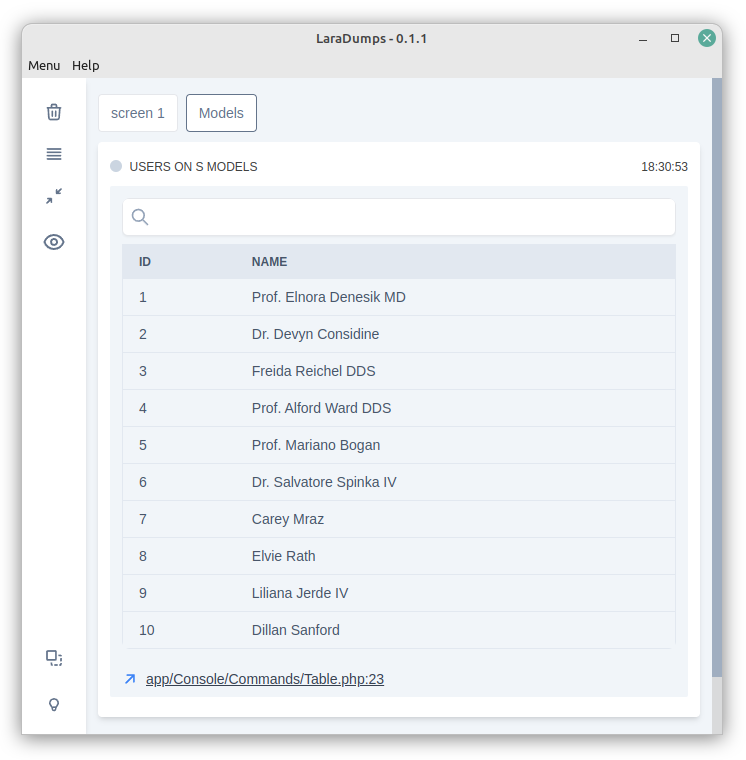 LaraDumps - 0.1.1
Menu Help
screen 1 Models
USERS ON S MODELS 18:30:53
ID NAME
1 Prof. Elnora Denesik MD
2 Dr. Devyn Considine
3 Freida Reichel DDS
4 Prof. Alford Ward DDS
5 Prof. Mariano Bogan
6 Dr. Salvatore Spinka IV
7 Carey Mraz
8 Elvie Rath
9 Liliana Jerde IV
10 Dillan Sanford
app/Console/Commands/Table.php:23